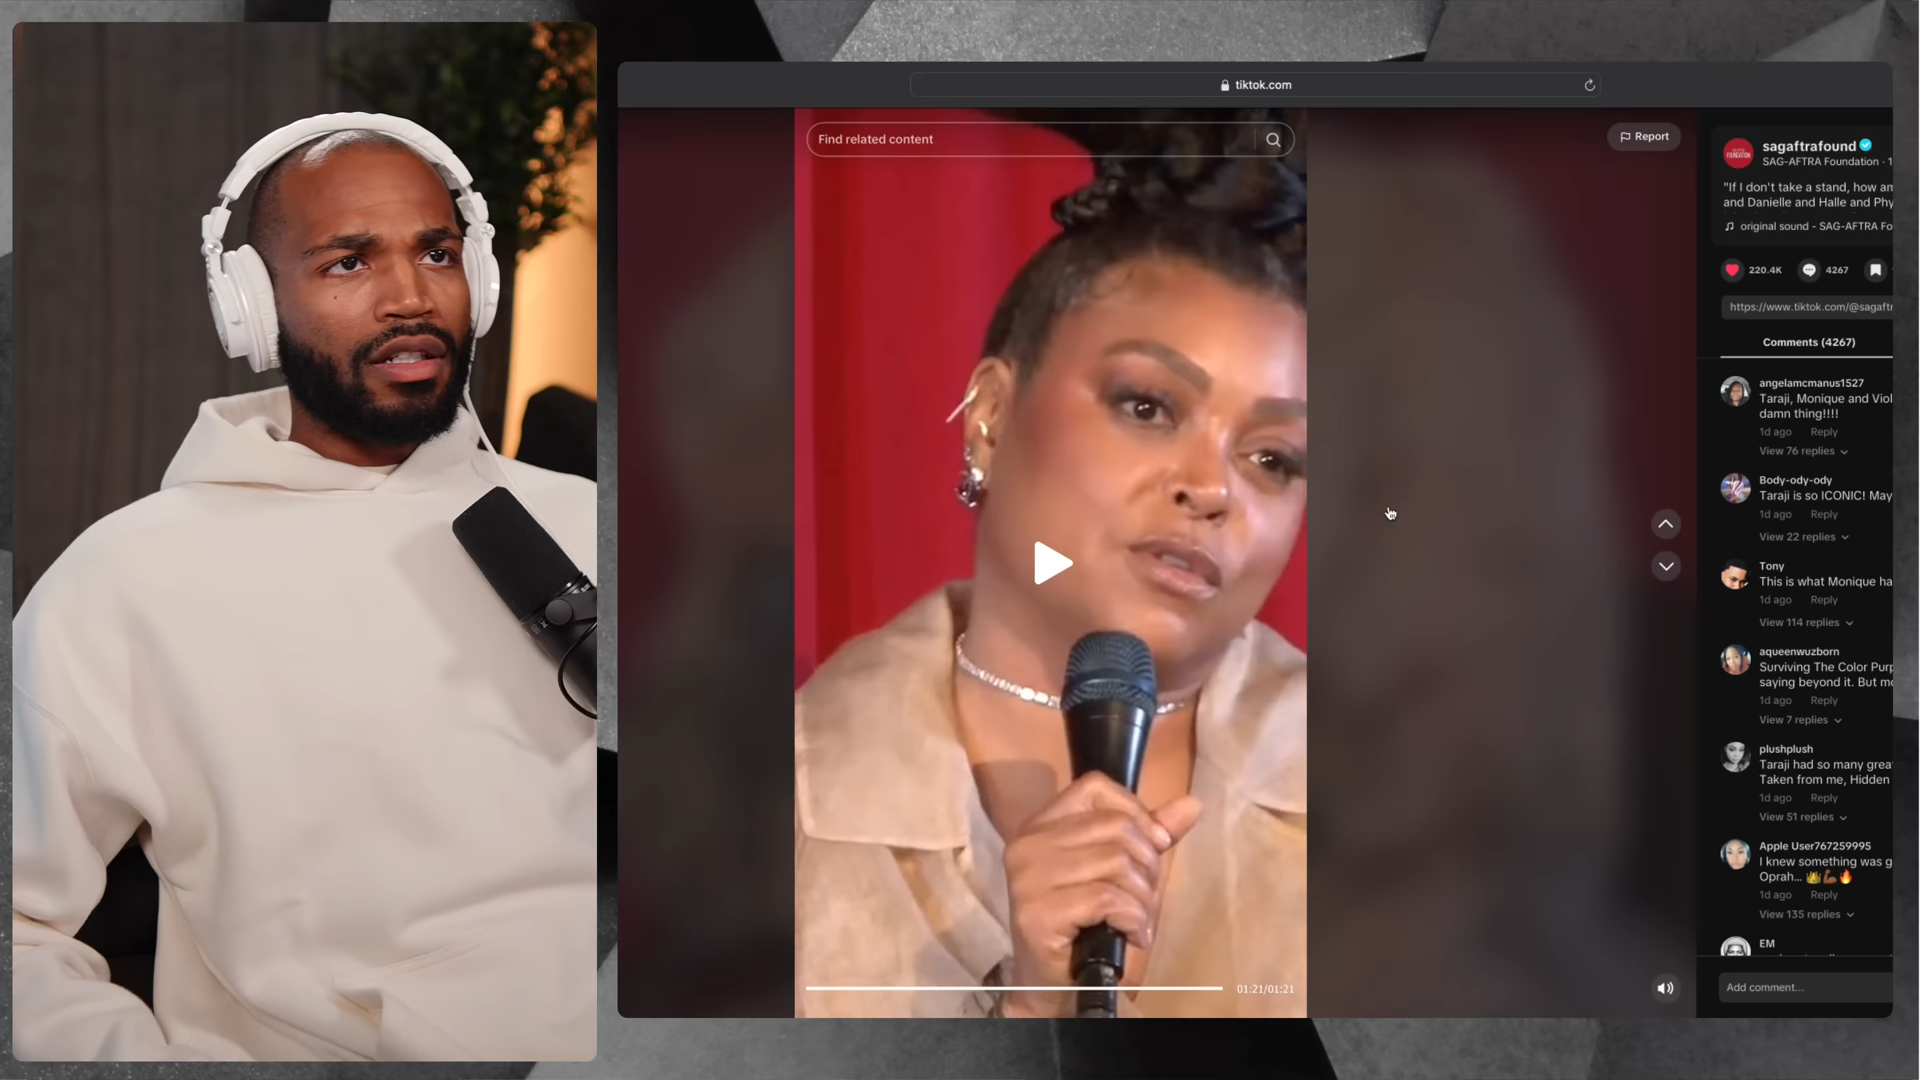 tiktok.com
Find related content
Report
sagaftrafound
SAG-AFTRA Foundation · 1
"If I don't take a stand, how am
and Danielle and Halle and Phy
original sound - SAG-AFTRA Fo
220.4K
4267
https://www.tiktok.com/@sagaftr
Comments (4267)
angelamcmanus1527
Taraji, Monique and Viol
damn thing!!!!
1d ago Reply
View 76 replies
Body-ody-ody
Taraji is so ICONIC! May
1d ago Reply
View 22 replies
Tony
This is what Monique ha
1d ago Reply
View 114 replies
aqueenwuzborn
Surviving The Color Purp
saying beyond it. But mo
1d ago Reply
View 7 replies
plushplush
Taraji had so many grea
Taken from me, Hidden
1d ago Reply
View 51 replies
Apple User767259995
I knew something was g
Oprah... 👑💪🏾🔥
1d ago Reply
View 135 replies
EM
Add comment...
01:21/01:21